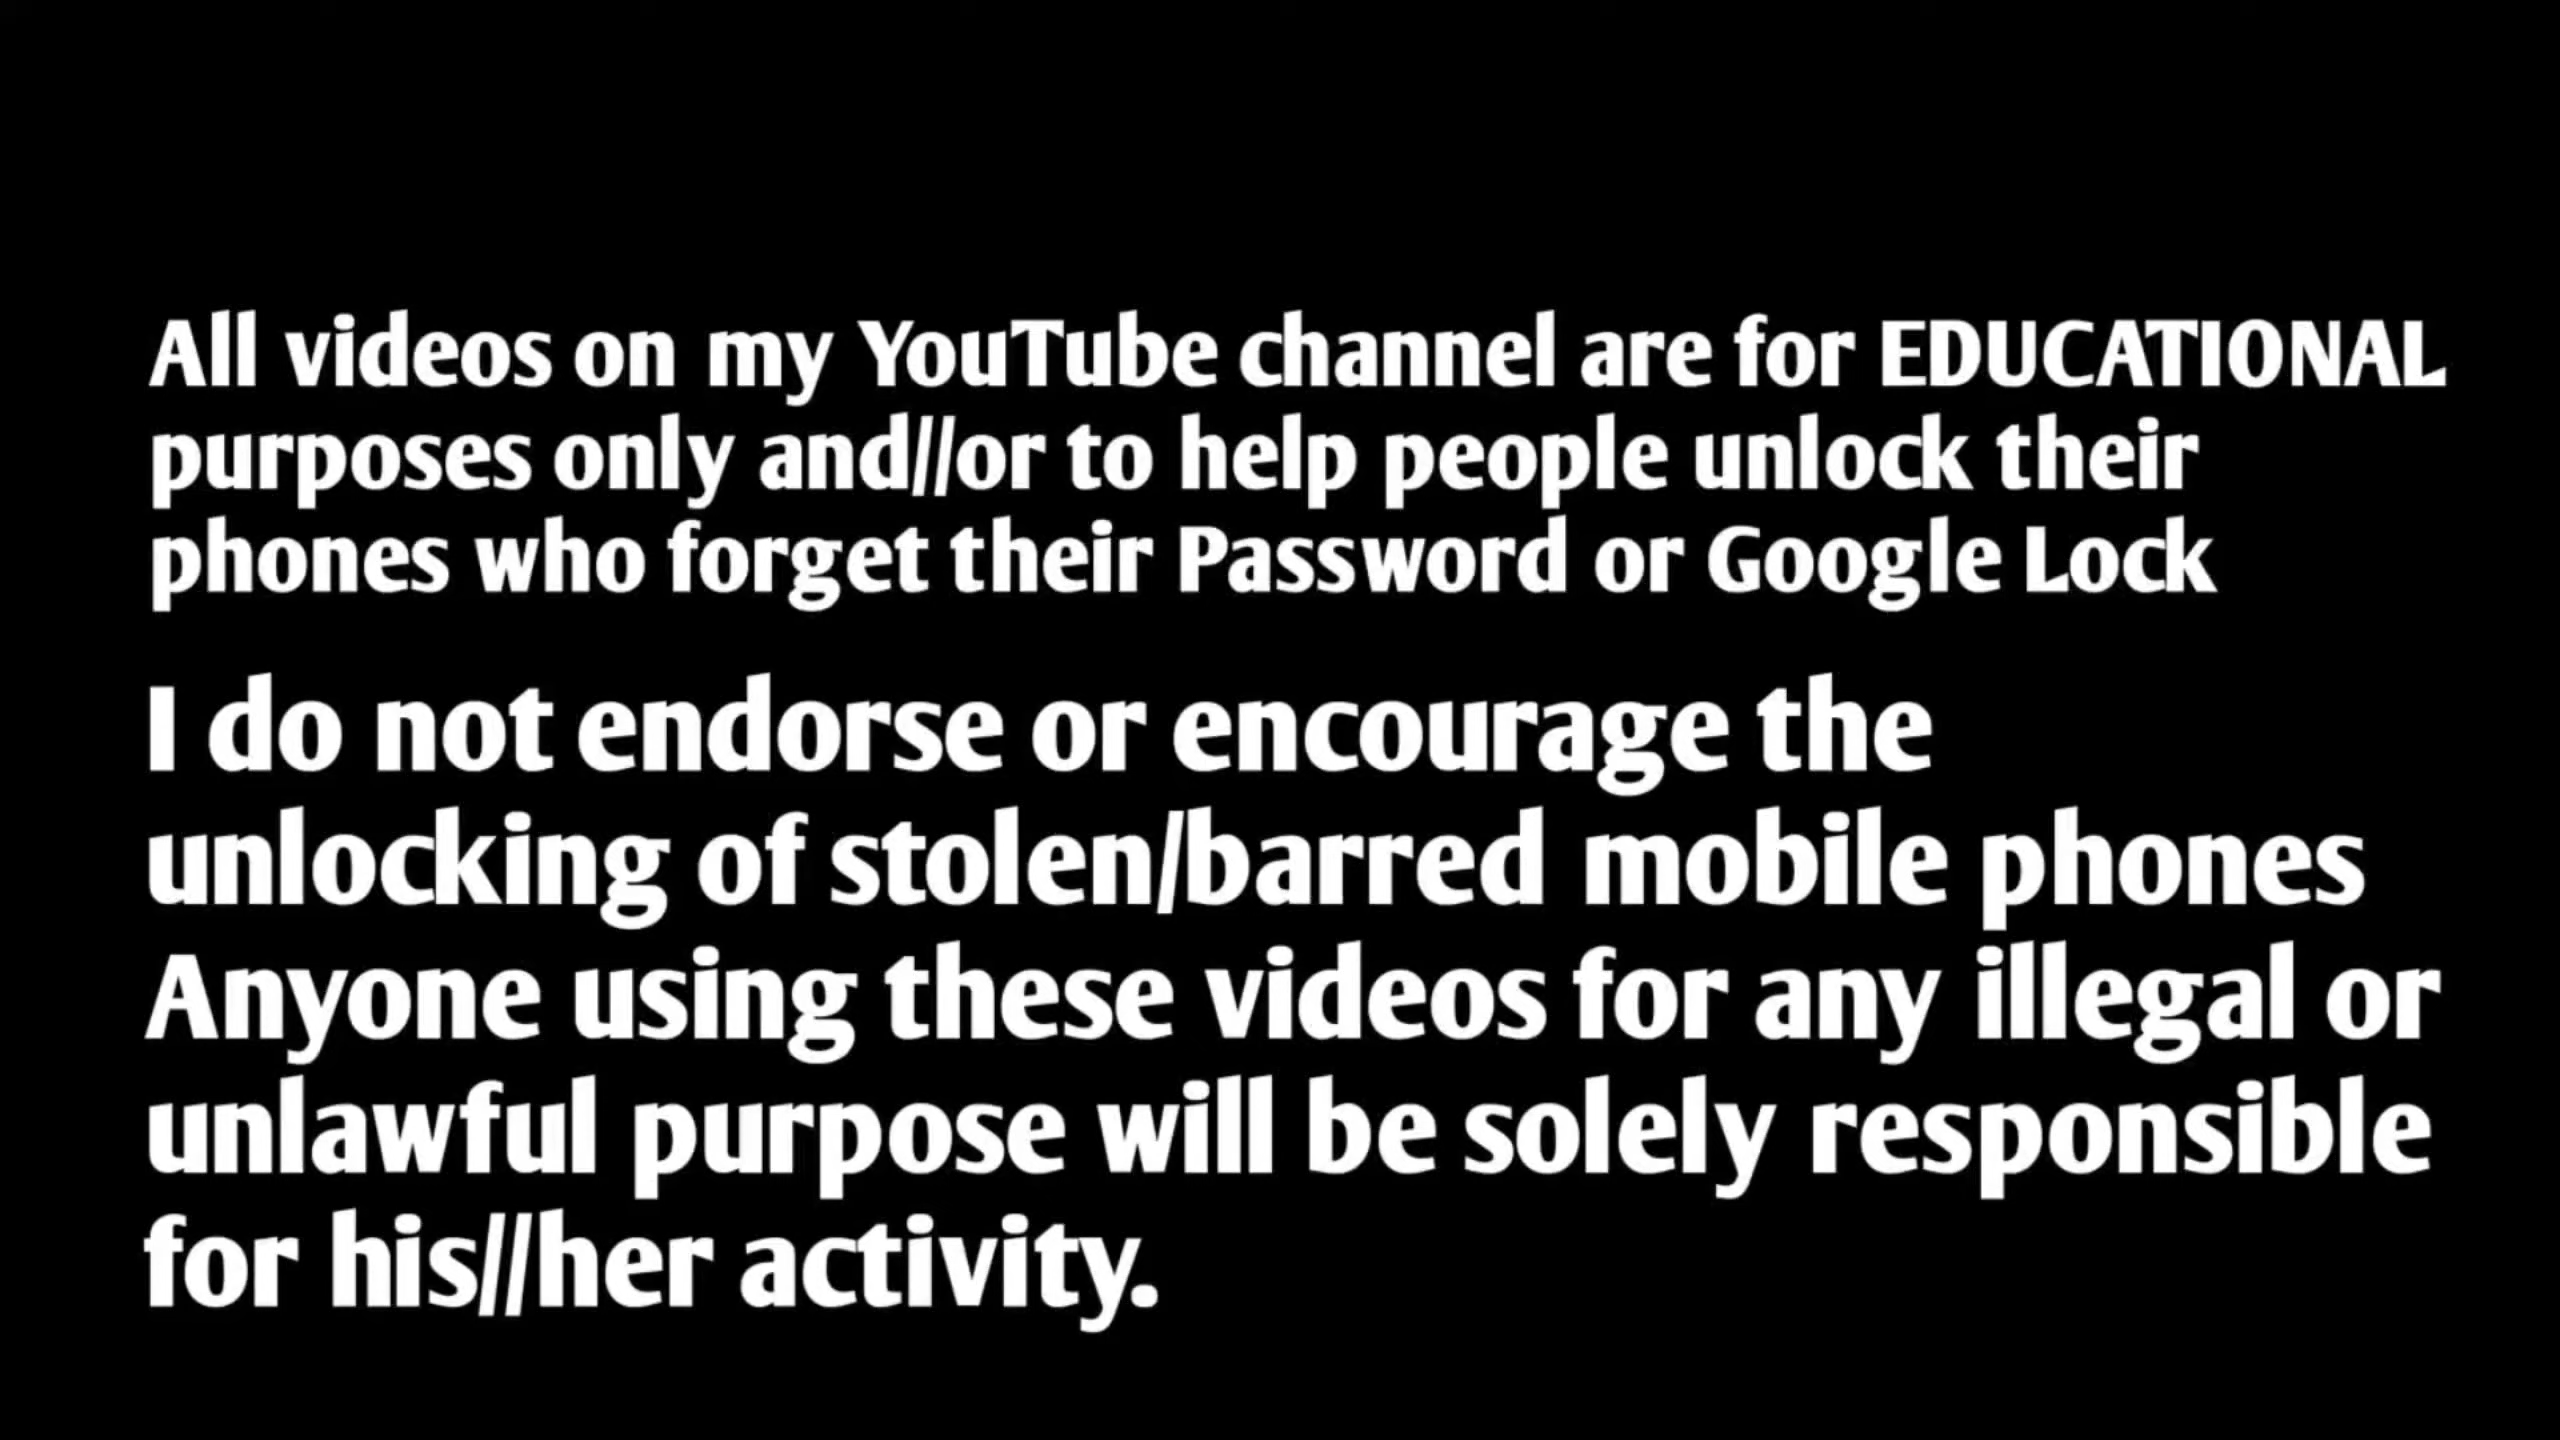 All videos on my YouTube channel are for EDUCATIONAL
purposes only and//or to help people unlock their
phones who forget their Password or Google Lock
I do not endorse or encourage the
unlocking of stolen/barred mobile phones
Anyone using these videos for any illegal or
unlawful purpose will be solely responsible
for his//her activity.